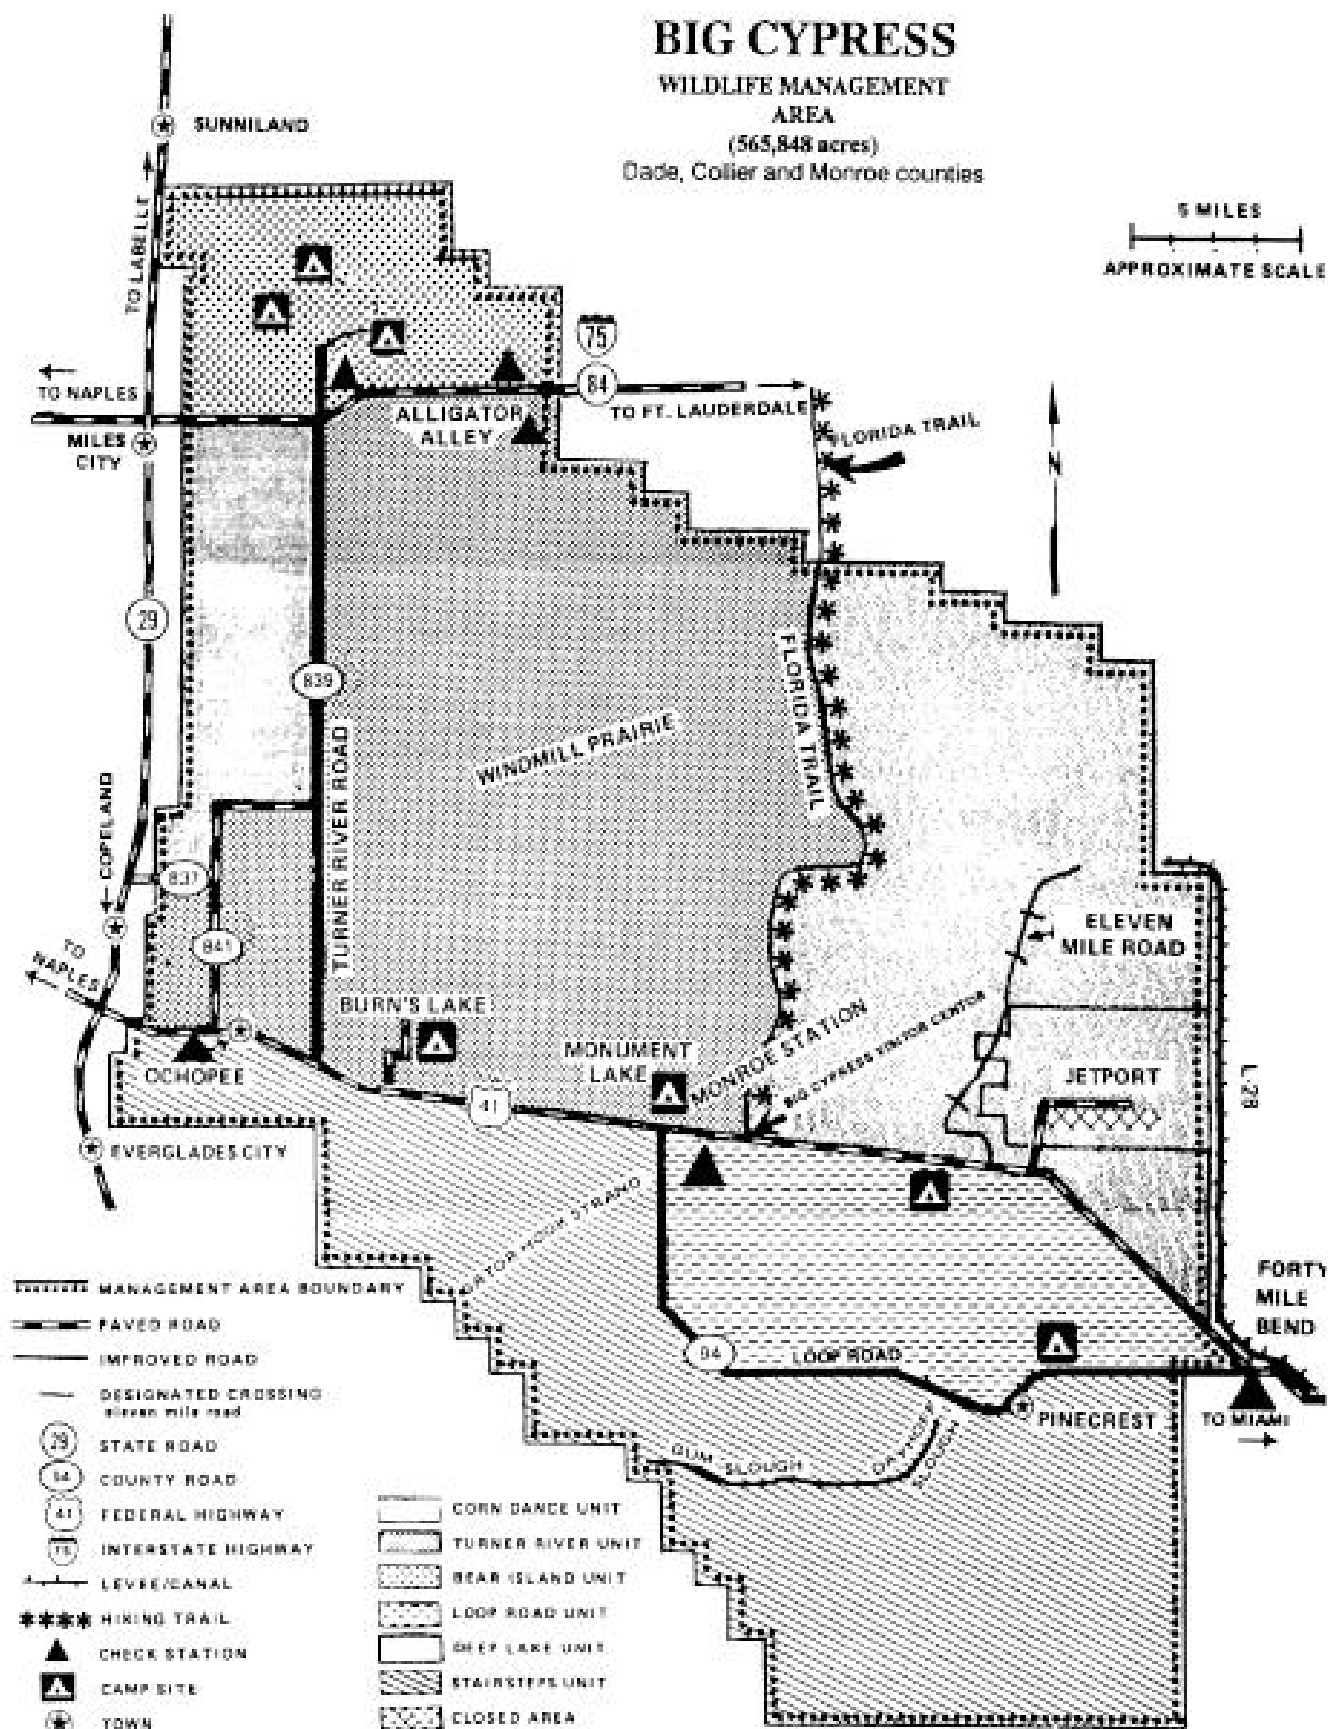 BIG CYPRESS
WILDLIFE MANAGEMENT
AREA
(565,848 acres)
Dade, Collier and Monroe counties
SUNNILAND
5 MILES
APPROXIMATE SCALE
TO LABELLE
75
84
TO NAPLES
TO FT. LAUDERDALE
ALLIGATOR
ALLEY
MILES
CITY
FLORIDA TRAIL
N
29
839
FLORIDA TRAIL
WINDMILL PRAIRIE
TURNER RIVER ROAD
COPELAND
837
841
TO
NAPLES
ELEVEN
MILE ROAD
BURN'S LAKE
MONUMENT
LAKE
MONROE STATION
BIG CYPRESS VISITOR CENTOR
JETPORT
L 28
OCHOPEE
41
EVERGLADES CITY
FORTY
MILE
BEND
94
LOOP ROAD
PINECREST
TO MIAMI
GUM SLOUGH
SLOUGH
MANAGEMENT AREA BOUNDARY
PAVED ROAD
IMPROVED ROAD
DESIGNATED CROSSING
eleven mile road
29 STATE ROAD
94 COUNTY ROAD
41 FEDERAL HIGHWAY
75 INTERSTATE HIGHWAY
LEVEE/CANAL
HIKING TRAIL
CHECK STATION
CAMP SITE
TOWN
CORN DANCE UNIT
TURNER RIVER UNIT
BEAR ISLAND UNIT
LOOP ROAD UNIT
DEEP LAKE UNIT
STAIRSTEPS UNIT
CLOSED AREA